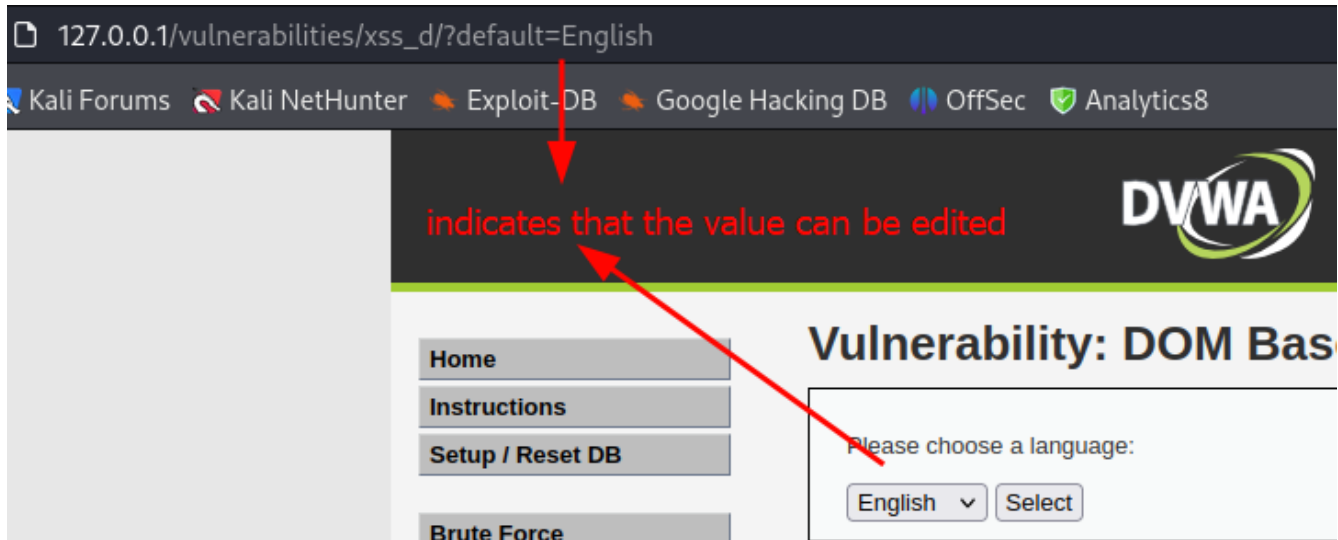 127.0.0.1/vulnerabilities/xss_d/?default=English
Kali Forums Kali NetHunter Exploit-DB Google Hacking DB OffSec Analytics8
DVWA
indicates that the value can be edited
Vulnerability: DOM Bas
Home
Instructions
Setup / Reset DB
Brute Force
Please choose a language:
English Select